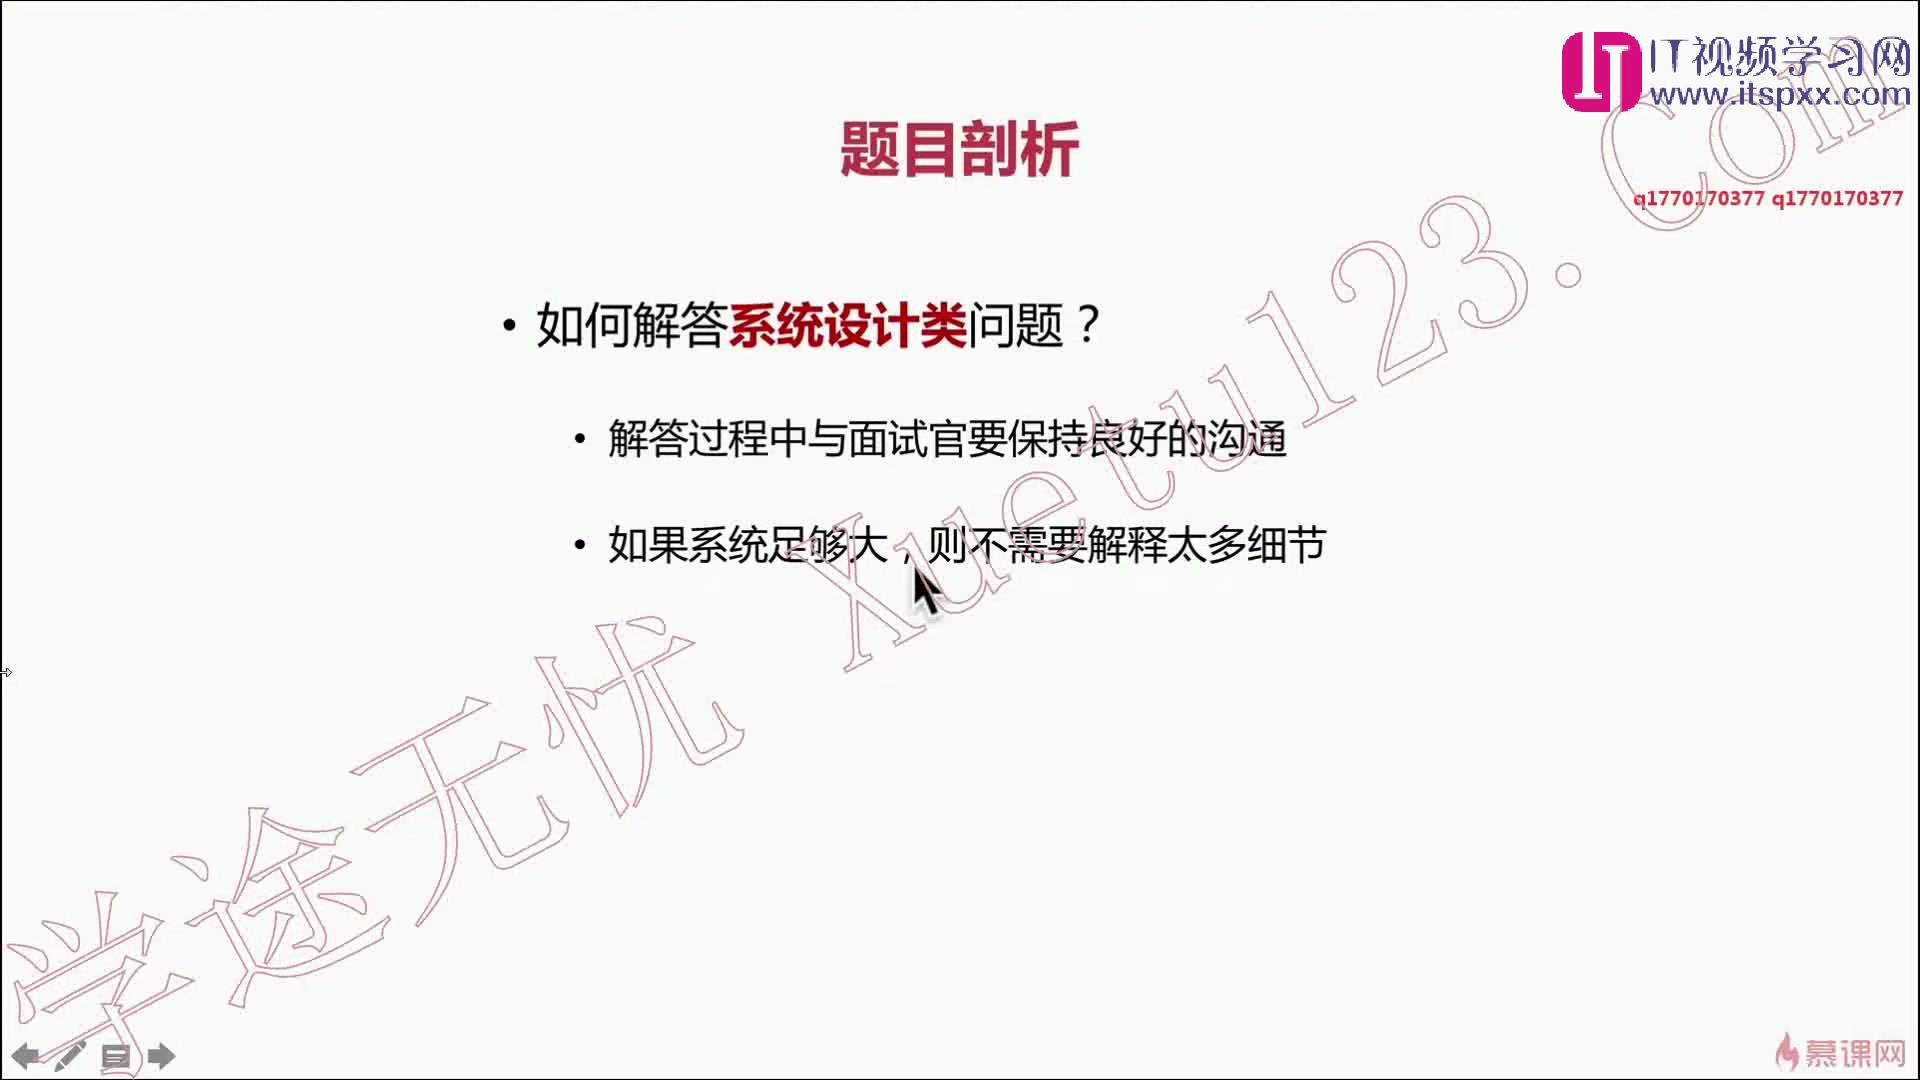 IT视频学习网
www.itspxx.com
题目剖析
q1770170377 q1770170377
• 如何解答系统设计类问题？
• 解答过程中与面试官要保持良好的沟通
• 如果系统足够大，则不需要解释太多细节
学途无忧 Xuetu123.Com
慕课网